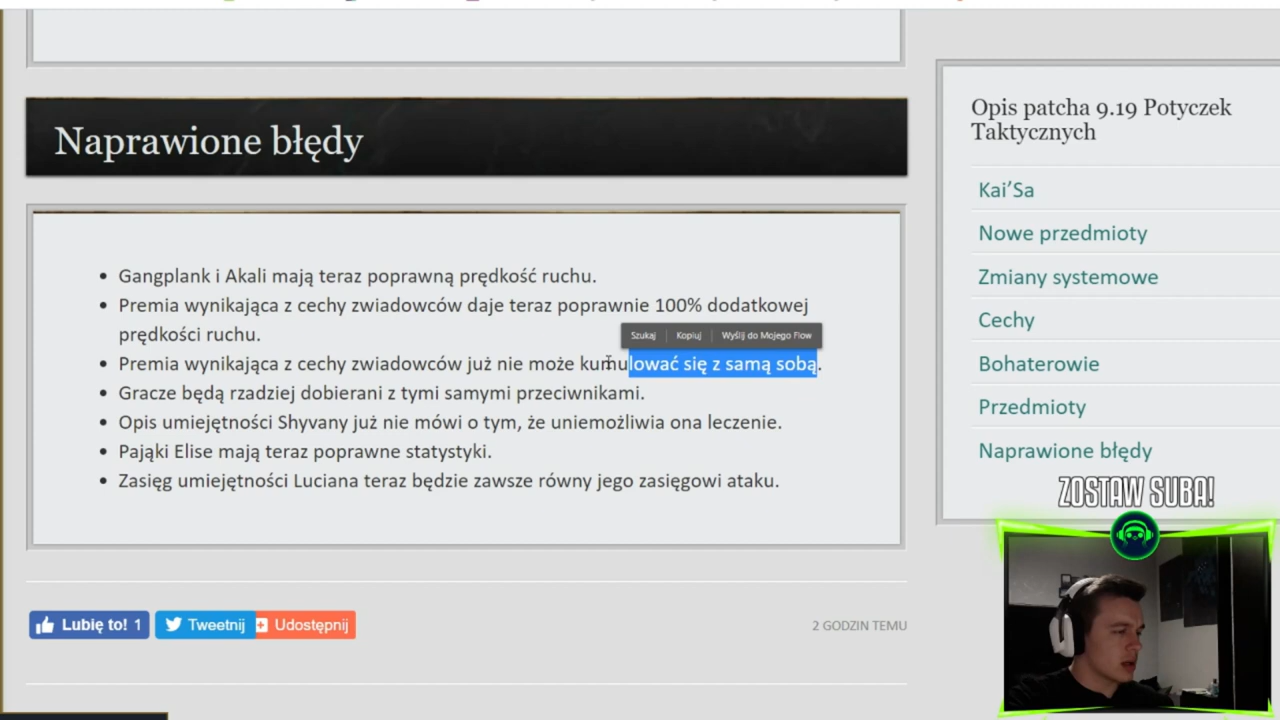 Naprawione błędy
Gangplank i Akali mają teraz poprawną prędkość ruchu.
Premia wynikająca z cechy zwiadowców daje teraz poprawnie 100% dodatkowej
prędkości ruchu.
Szukaj Kopiuj Wyślij do Mojego Flow
Premia wynikająca z cechy zwiadowców już nie może kumulować się z samą sobą.
Gracze będą rzadziej dobierani z tymi samymi przeciwnikami.
Opis umiejętności Shyvany już nie mówi o tym, że uniemożliwia ona leczenie.
Pająki Elise mają teraz poprawne statystyki.
Zasięg umiejętności Luciana teraz będzie zawsze równy jego zasięgowi ataku.
Lubię to! 1 Tweetnij Udostępnij
2 GODZIN TEMU
Opis patcha 9.19 Potyczek
Taktycznych
Kai’Sa
Nowe przedmioty
Zmiany systemowe
Cechy
Bohaterowie
Przedmioty
Naprawione błędy
ZOSTAW SUBA!